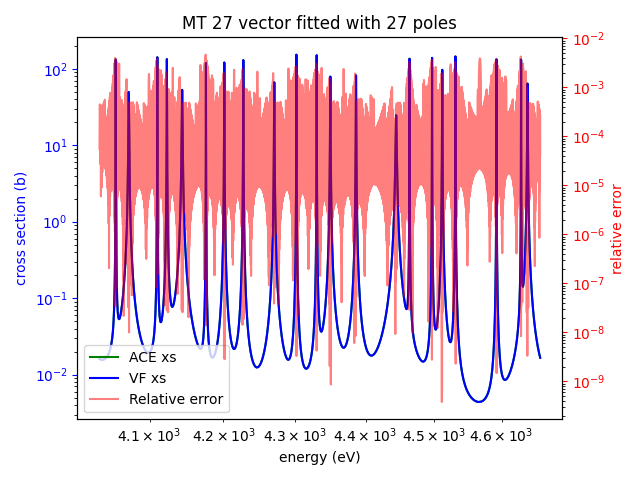 MT 27 vector fitted with 27 poles
cross section (b)
10²
10¹
10⁰
10⁻¹
10⁻²
10⁻²
10⁻³
10⁻⁴
10⁻⁵
10⁻⁶
10⁻⁷
10⁻⁸
10⁻⁹
relative error
ACE xs
VF xs
Relative error
4.1 × 10³ 4.2 × 10³ 4.3 × 10³ 4.4 × 10³ 4.5 × 10³ 4.6 × 10³
energy (eV)